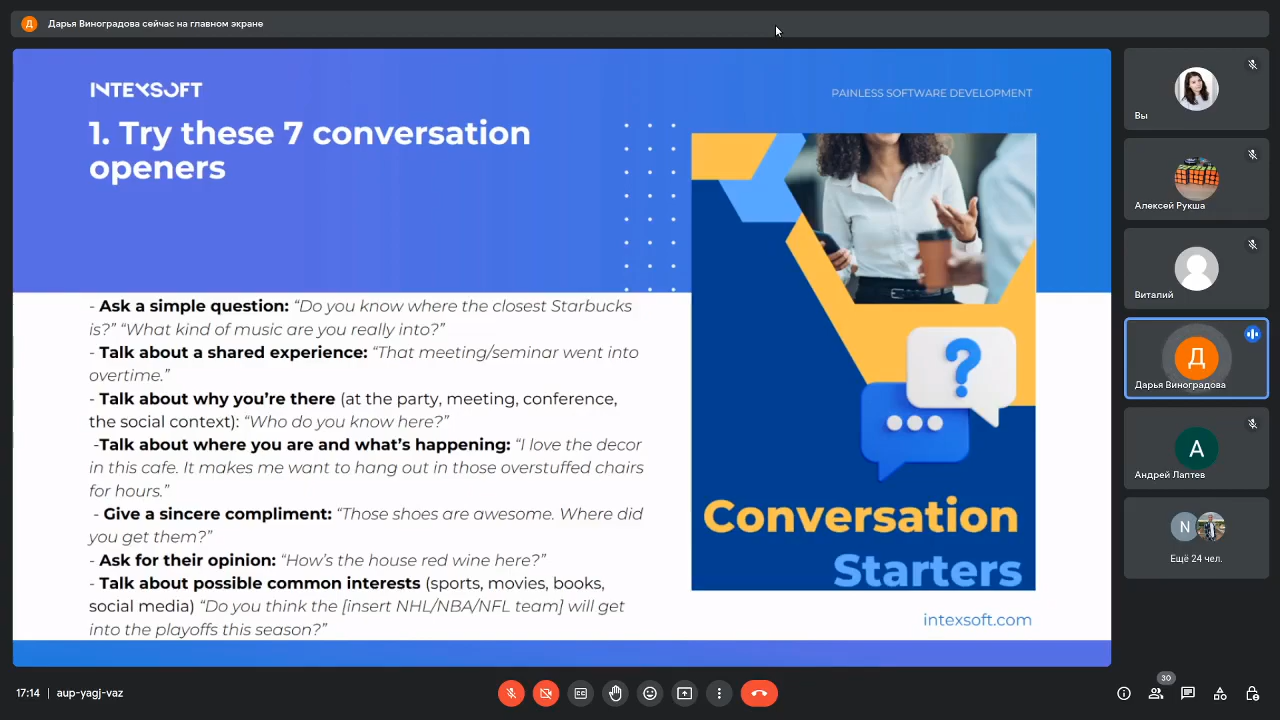 Д
Дарья Виноградова сейчас на главном экране
INTEXSOFT
PAINLESS SOFTWARE DEVELOPMENT
1. Try these 7 conversation
openers
- Ask a simple question: “Do you know where the closest Starbucks
is?” “What kind of music are you really into?”
- Talk about a shared experience: “That meeting/seminar went into
overtime.”
- Talk about why you’re there (at the party, meeting, conference,
the social context): “Who do you know here?”
-Talk about where you are and what’s happening: “I love the decor
in this cafe. It makes me want to hang out in those overstuffed chairs
for hours.”
- Give a sincere compliment: “Those shoes are awesome. Where did
you get them?”
- Ask for their opinion: “How’s the house red wine here?”
- Talk about possible common interests (sports, movies, books,
social media) “Do you think the [insert NHL/NBA/NFL team] will get
into the playoffs this season?”
?
Conversation
Starters
intexsoft.com
Вы
Алексей Рукша
Виталий
Д
Дарья Виноградова
А
Андрей Лаптев
N
Ещё 24 чел.
17:14
aup-yagj-vaz
CC
30